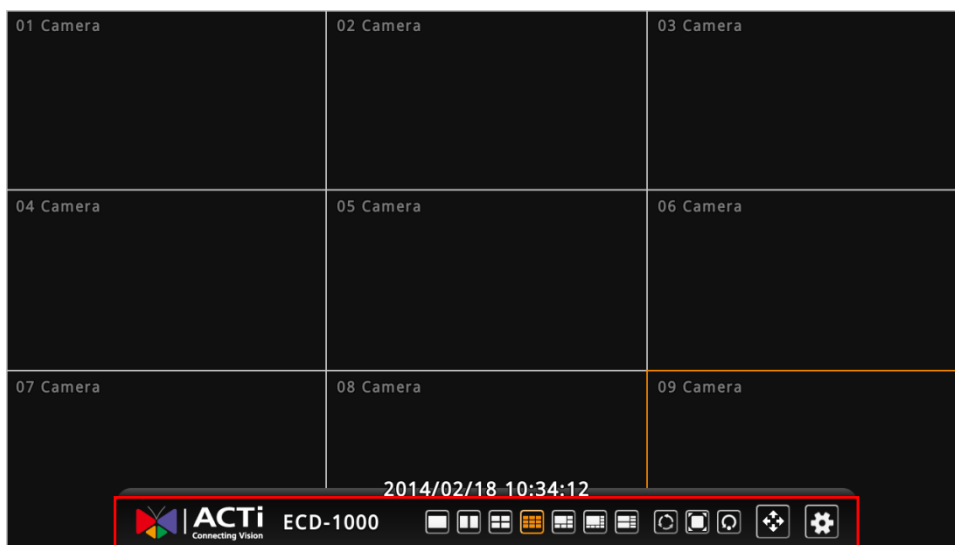 01 Camera
02 Camera
03 Camera
04 Camera
05 Camera
06 Camera
07 Camera
08 Camera
09 Camera
2014/02/18 10:34:12
ACTi
Connecting Vision
ECD-1000